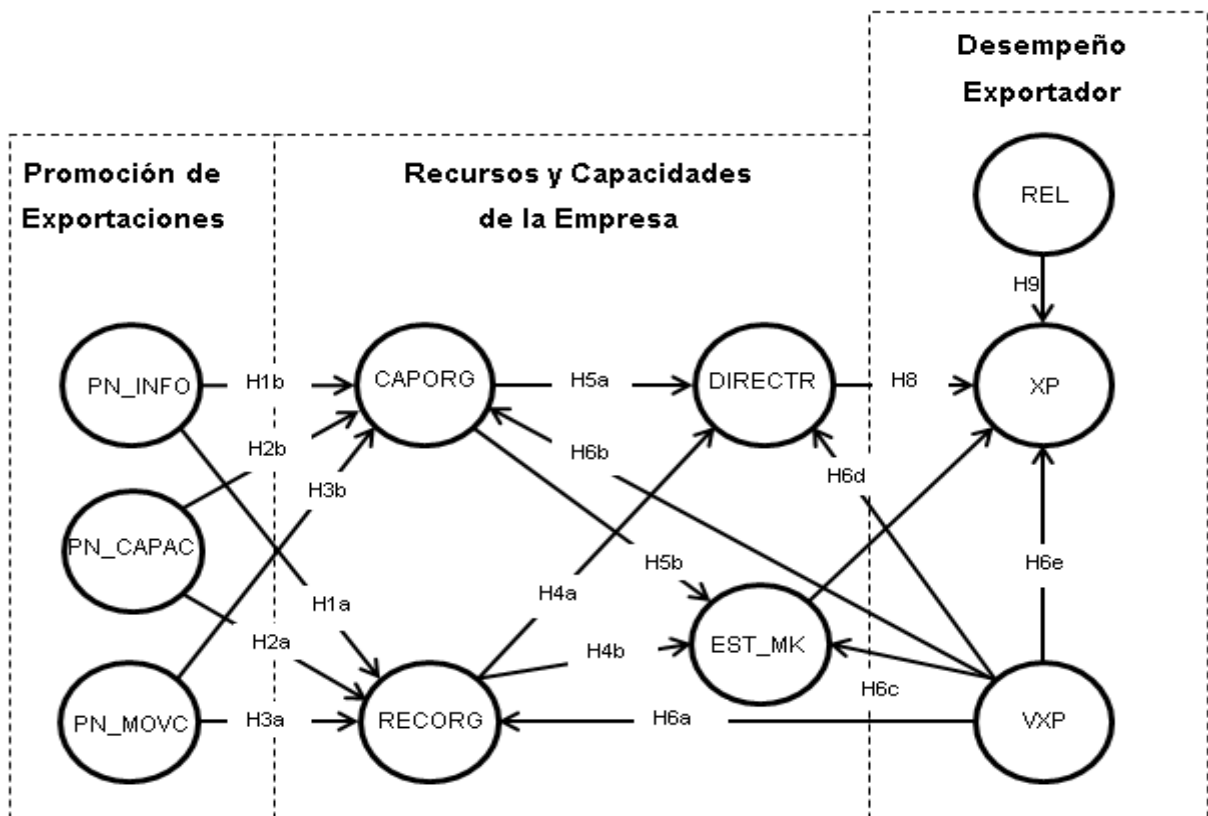 Desempeño
Exportador
Promoción de
Exportaciones
Recursos y Capacidades
de la Empresa
REL
H9
PN_INFO
H1b
CAPORG
H5a
DIRECTR
H8
XP
H2b
H6b
H3b
H6d
PN_CAPAC
H5b
H6e
H4a
H1a
H2a
H4b
EST_MK
H6c
PN_MOVC
H3a
RECORG
H6a
VXP